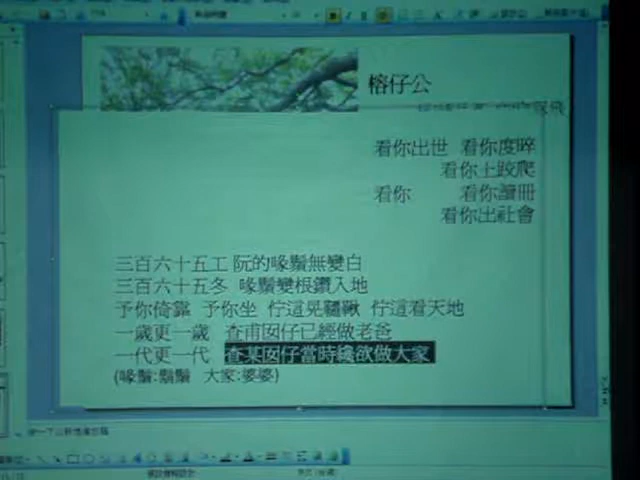 榕仔公
看你出世 看你度晬
看你土跤爬
看你 看你讀冊
看你出社會
三百六十五工 阮的喙鬚無變白
三百六十五冬 喙鬚變根鑽入地
予你倚靠 予你坐 佇這晃韆鞦 佇這看天地
一歲更一歲 查甫囡仔已經做老爸
一代更一代 查某囡仔當時纔欲做大家
(喙鬚:鬍鬚 大家:婆婆)